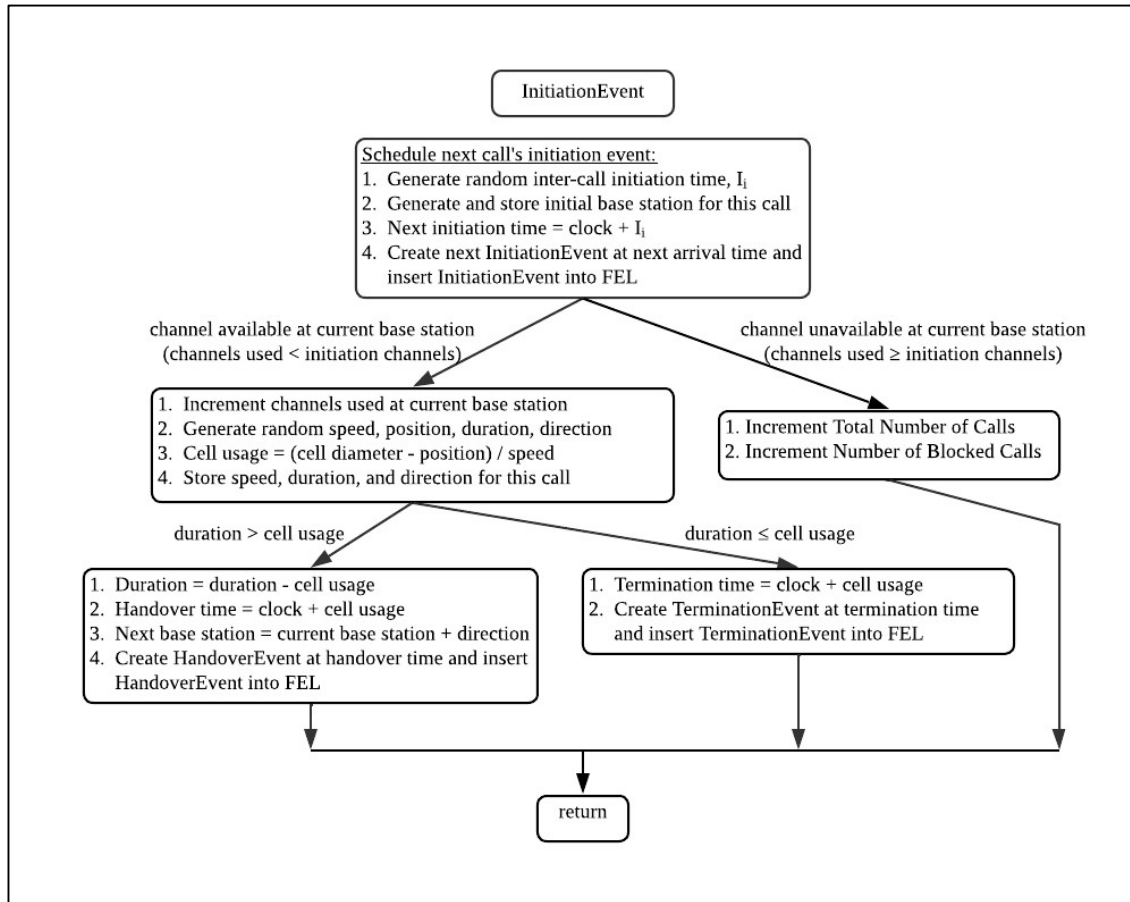 InitiationEvent
Schedule next call's initiation event:
1. Generate random inter-call initiation time, Iᵢ
2. Generate and store initial base station for this call
3. Next initiation time = clock + Iᵢ
4. Create next InitiationEvent at next arrival time and
insert InitiationEvent into FEL
channel available at current base station
(channels used < initiation channels)
channel unavailable at current base station
(channels used ≥ initiation channels)
1. Increment channels used at current base station
2. Generate random speed, position, duration, direction
3. Cell usage = (cell diameter - position) / speed
4. Store speed, duration, and direction for this call
1. Increment Total Number of Calls
2. Increment Number of Blocked Calls
duration > cell usage
duration ≤ cell usage
1. Duration = duration - cell usage
2. Handover time = clock + cell usage
3. Next base station = current base station + direction
4. Create HandoverEvent at handover time and insert
HandoverEvent into FEL
1. Termination time = clock + cell usage
2. Create TerminationEvent at termination time
and insert TerminationEvent into FEL
return